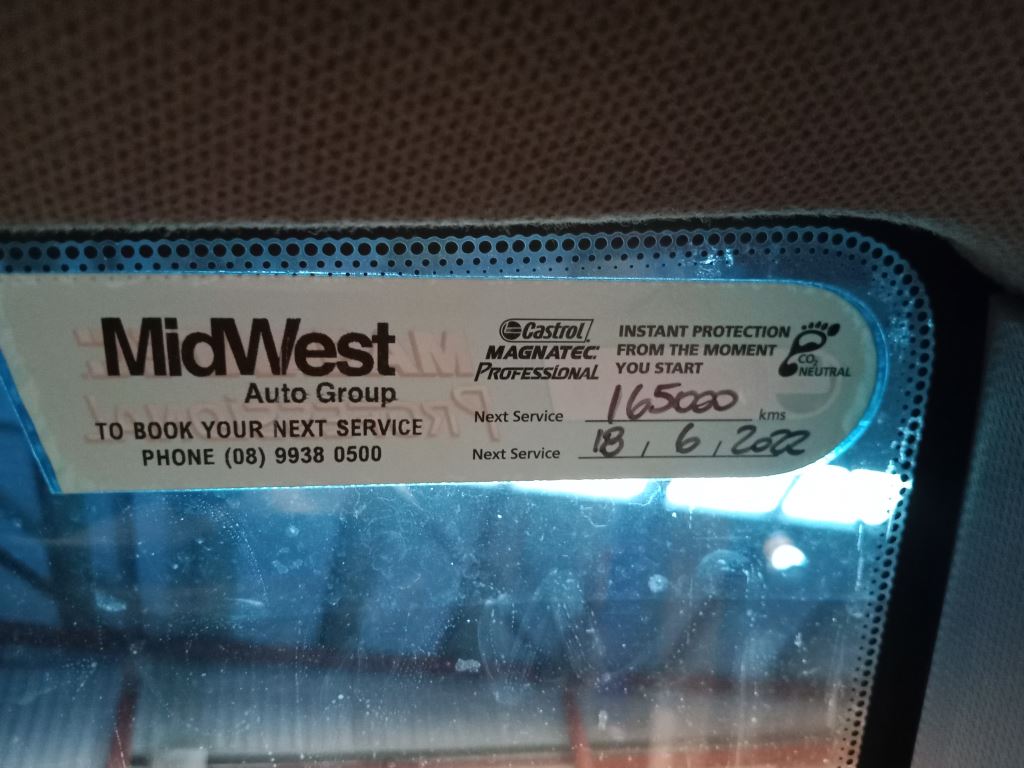 MidWest
Auto Group
TO BOOK YOUR NEXT SERVICE
PHONE (08) 9938 0500
Castrol
MAGNATEC
PROFESSIONAL
INSTANT PROTECTION
FROM THE MOMENT
YOU START
CO2
NEUTRAL
Next Service 165000 kms
Next Service 18, 6, 2022